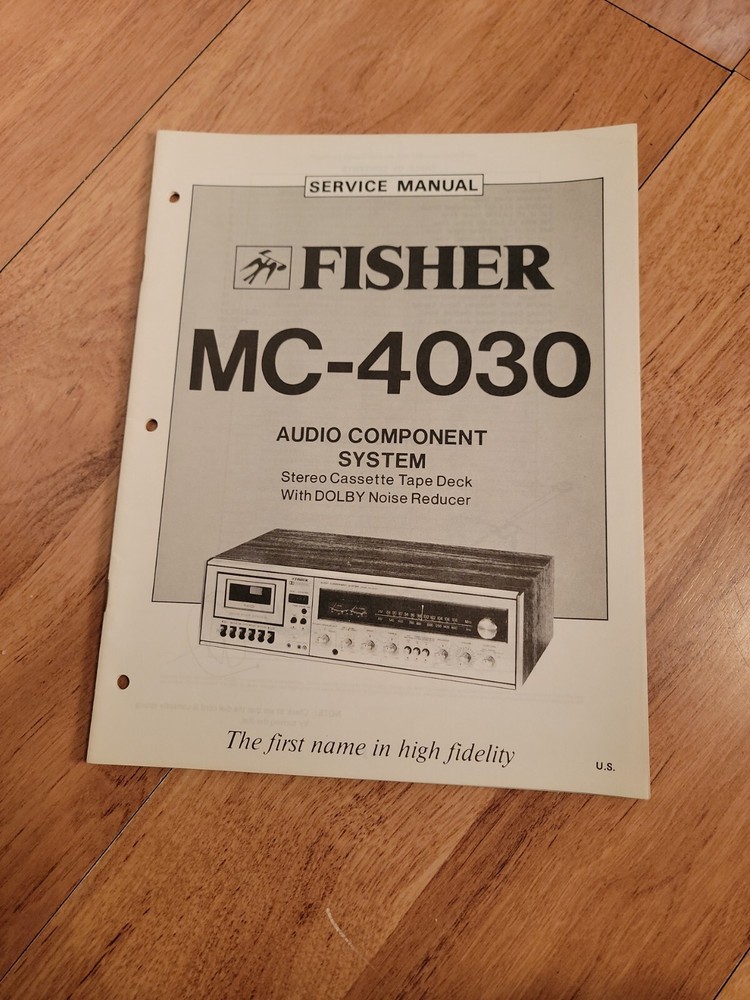 SERVICE MANUAL
FISHER
MC-4030
AUDIO COMPONENT
SYSTEM
Stereo Cassette Tape Deck
With DOLBY Noise Reducer
FISHER
The first name in high fidelity
U.S.